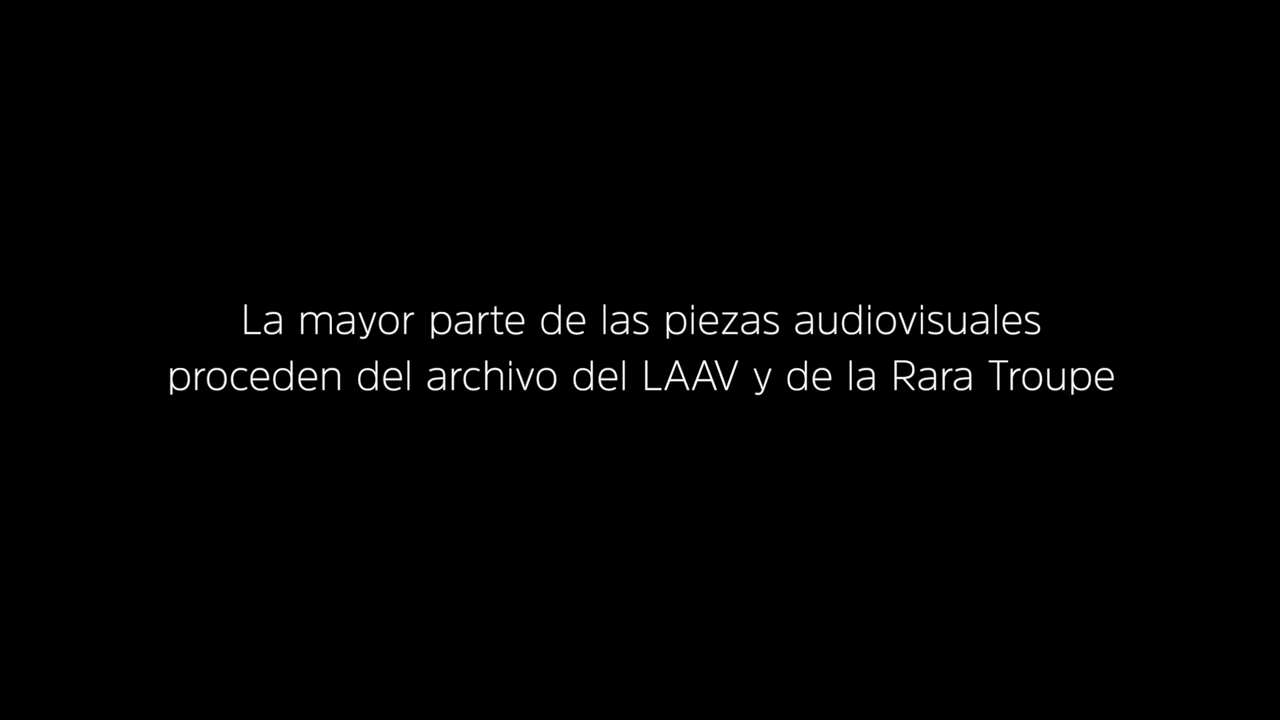 La mayor parte de las piezas audiovisuales
proceden del archivo del LAAV y de la Rara Troupe